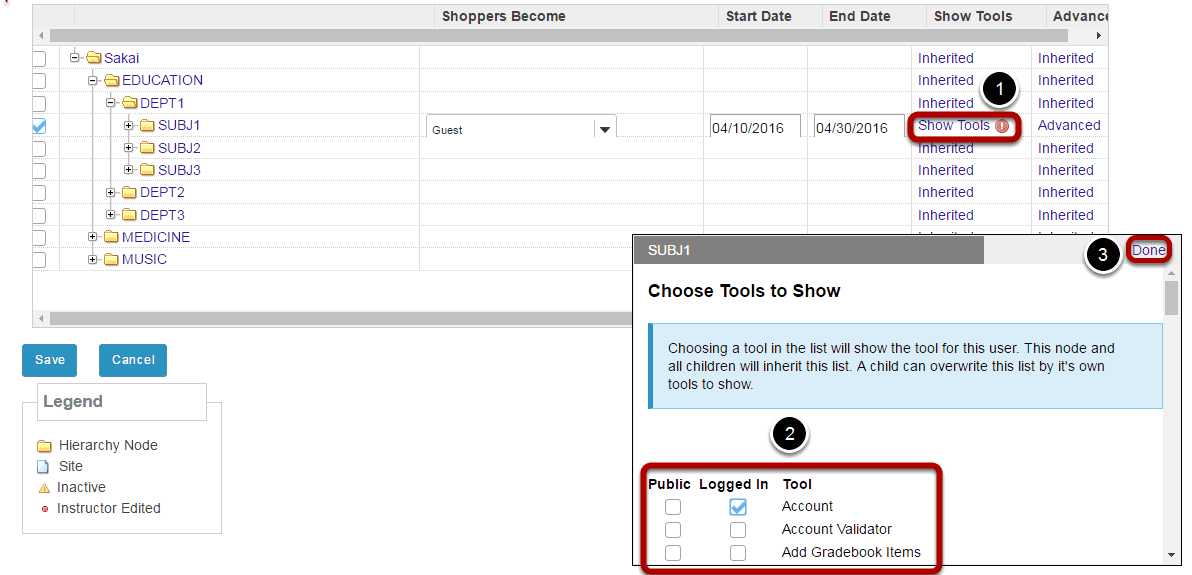 Shoppers Become Start Date End Date Show Tools Advance
Sakai Inherited Inherited
EDUCATION Inherited Inherited
1
DEPT1 Inherited Inherited
SUBJ1 Guest 04/10/2016 04/30/2016 Show Tools Advanced
SUBJ2 Inherited Inherited
SUBJ3 Inherited Inherited
DEPT2 Inherited Inherited
DEPT3 Inherited Inherited
MEDICINE Inherited Inherited
MUSIC
SUBJ1 3 Done
Choose Tools to Show
Choosing a tool in the list will show the tool for this user. This node and
all children will inherit this list. A child can overwrite this list by it's own
tools to show.
2
Public Logged In Tool
Account
Account Validator
Add Gradebook Items
Save Cancel
Legend
Hierarchy Node
Site
Inactive
Instructor Edited